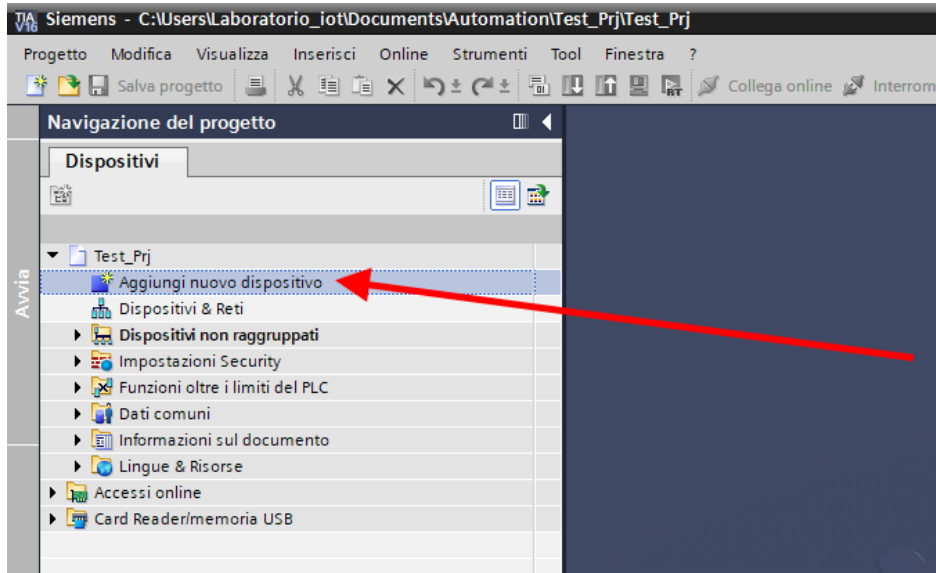 TIA V16 Siemens - C:\Users\Laboratorio_iot\Documents\Automation\Test_Prj\Test_Prj
Progetto Modifica Visualizza Inserisci Online Strumenti Tool Finestra ?
Salva progetto Collega online Interrom
Navigazione del progetto
Dispositivi
Avvia
Test_Prj
Aggiungi nuovo dispositivo
Dispositivi & Reti
Dispositivi non raggruppati
Impostazioni Security
Funzioni oltre i limiti del PLC
Dati comuni
Informazioni sul documento
Lingue & Risorse
Accessi online
Card Reader/memoria USB